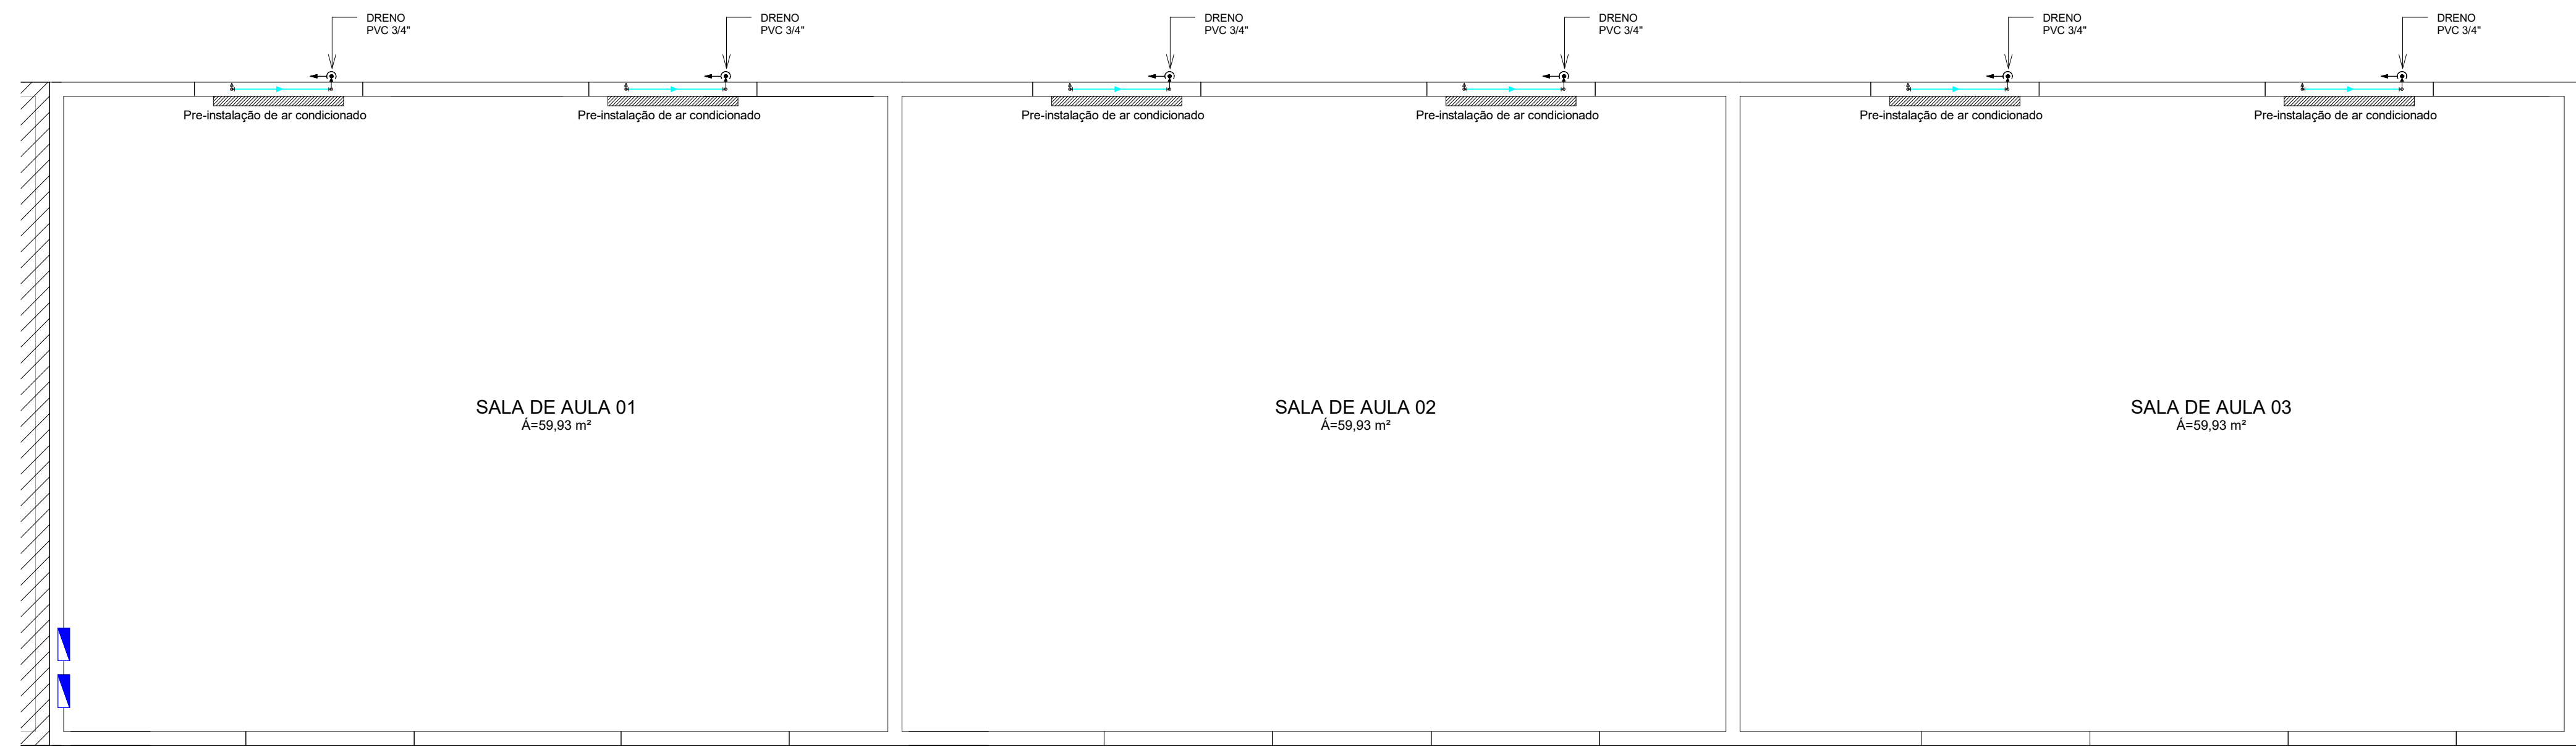 DRENO
PVC 3/4"
DRENO
PVC 3/4"
DRENO
PVC 3/4"
DRENO
PVC 3/4"
DRENO
PVC 3/4"
DRENO
PVC 3/4"
Pre-instalação de ar condicionado
Pre-instalação de ar condicionado
Pre-instalação de ar condicionado
Pre-instalação de ar condicionado
Pre-instalação de ar condicionado
Pre-instalação de ar condicionado
SALA DE AULA 01
Á=59,93 m²
SALA DE AULA 02
Á=59,93 m²
SALA DE AULA 03
Á=59,93 m²